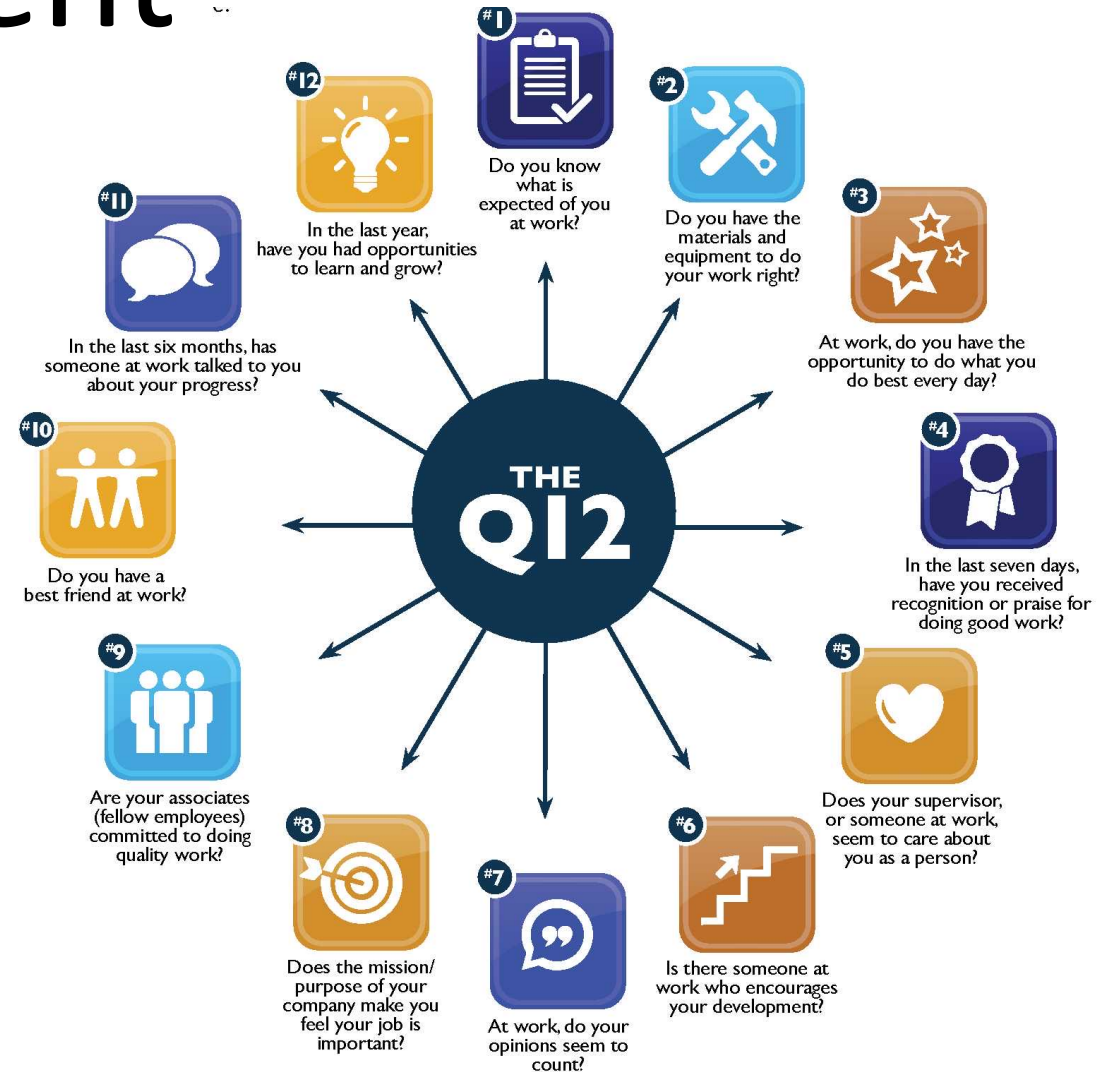 ent
#1
Do you know
what is
expected of you
at work?
#2
Do you have the
materials and
equipment to do
your work right?
#3
At work, do you have the
opportunity to do what you
do best every day?
#4
In the last seven days,
have you received
recognition or praise for
doing good work?
#5
Does your supervisor,
or someone at work,
seem to care about
you as a person?
#6
Is there someone at
work who encourages
your development?
#7
At work, do your
opinions seem to
count?
#8
Does the mission/
purpose of your
company make you
feel your job is
important?
#9
Are your associates
(fellow employees)
committed to doing
quality work?
#10
Do you have a
best friend at work?
#11
In the last six months, has
someone at work talked to you
about your progress?
#12
In the last year,
have you had opportunities
to learn and grow?
THE
Q12